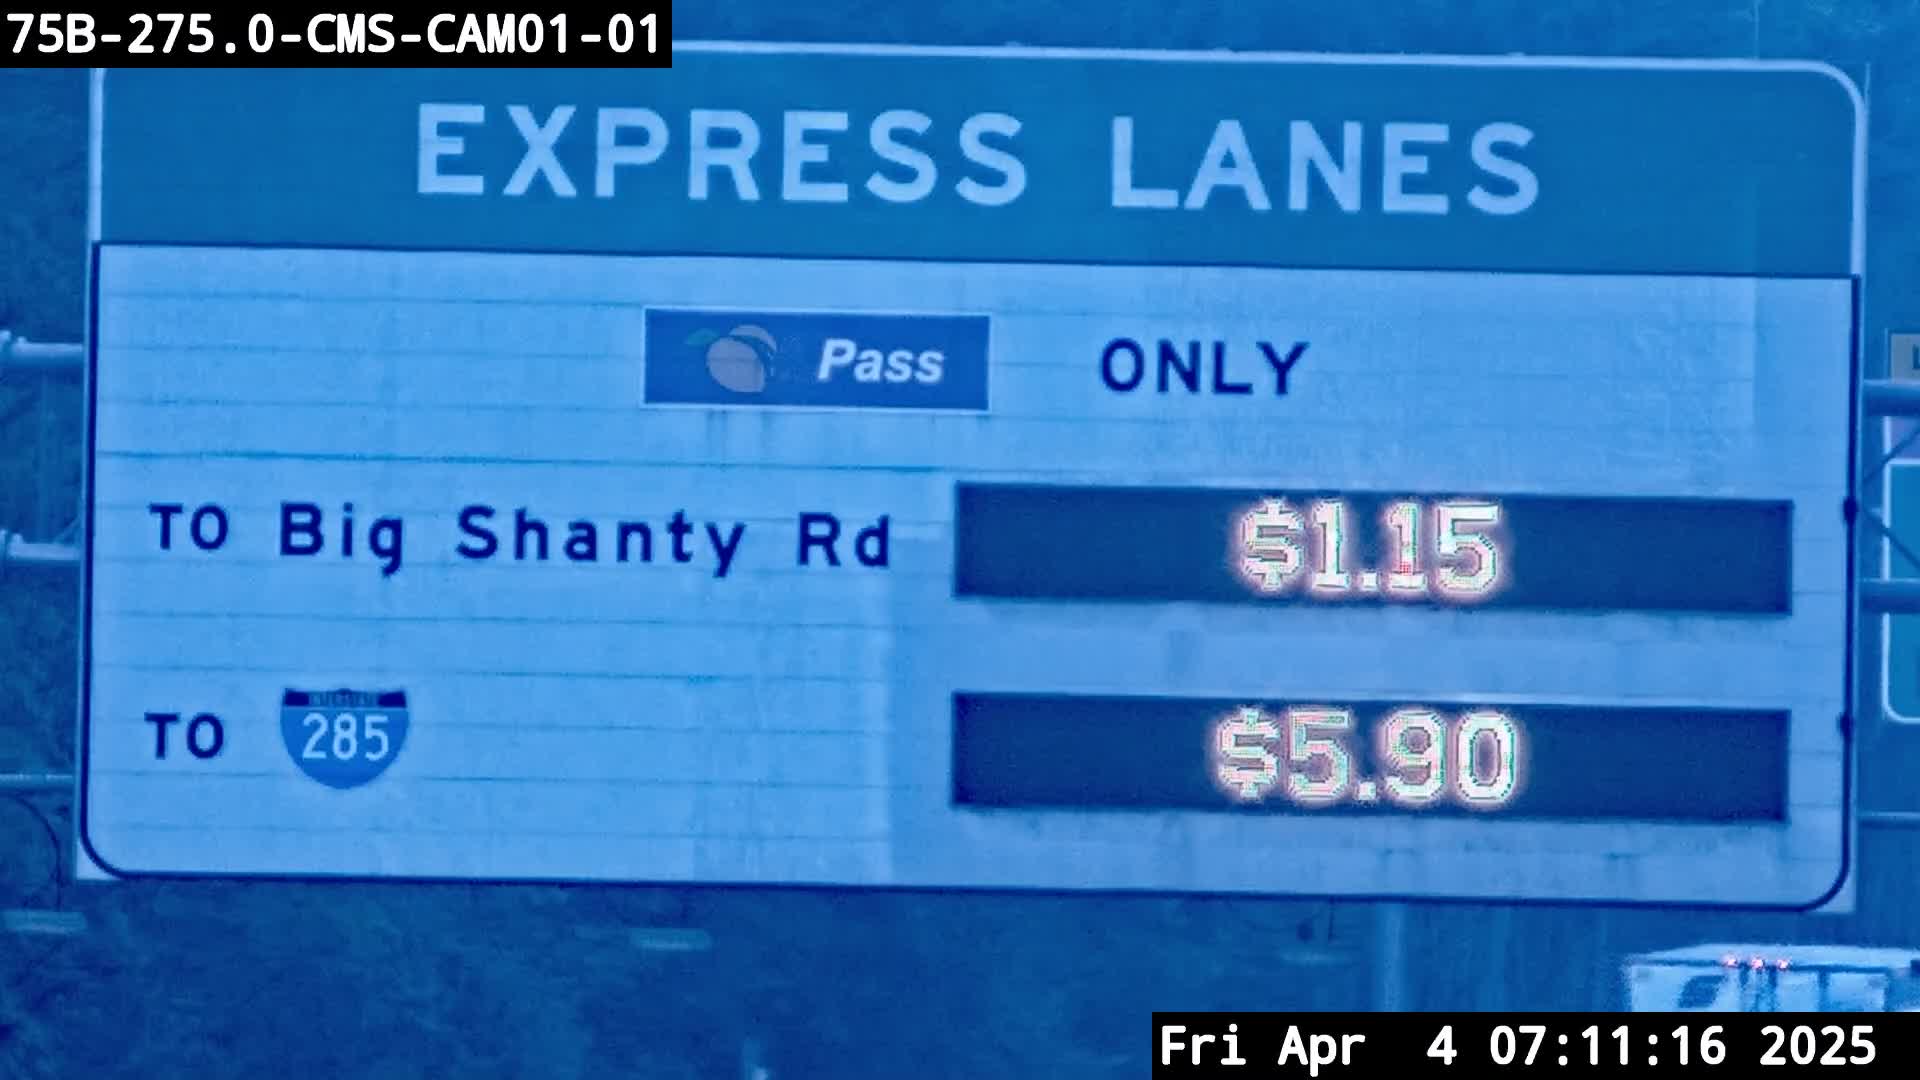 75B-275.0-CMS-CAM01-01
EXPRESS LANES
Pass ONLY
TO Big Shanty Rd $1.15
TO 285 $5.90
Fri Apr 4 07:11:16 2025